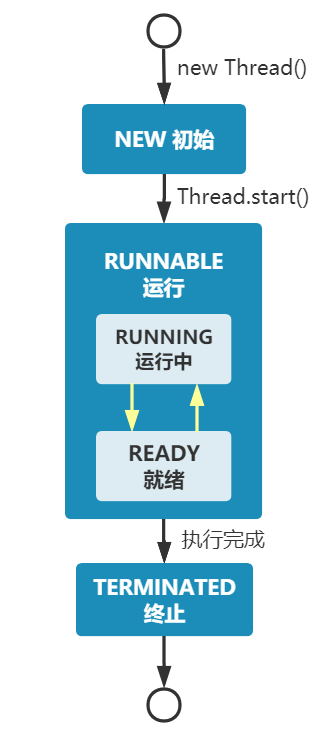 new Thread()
NEW 初始
Thread.start()
RUNNABLE
运行
RUNNING
运行中
READY
就绪
执行完成
TERMINATED
终止